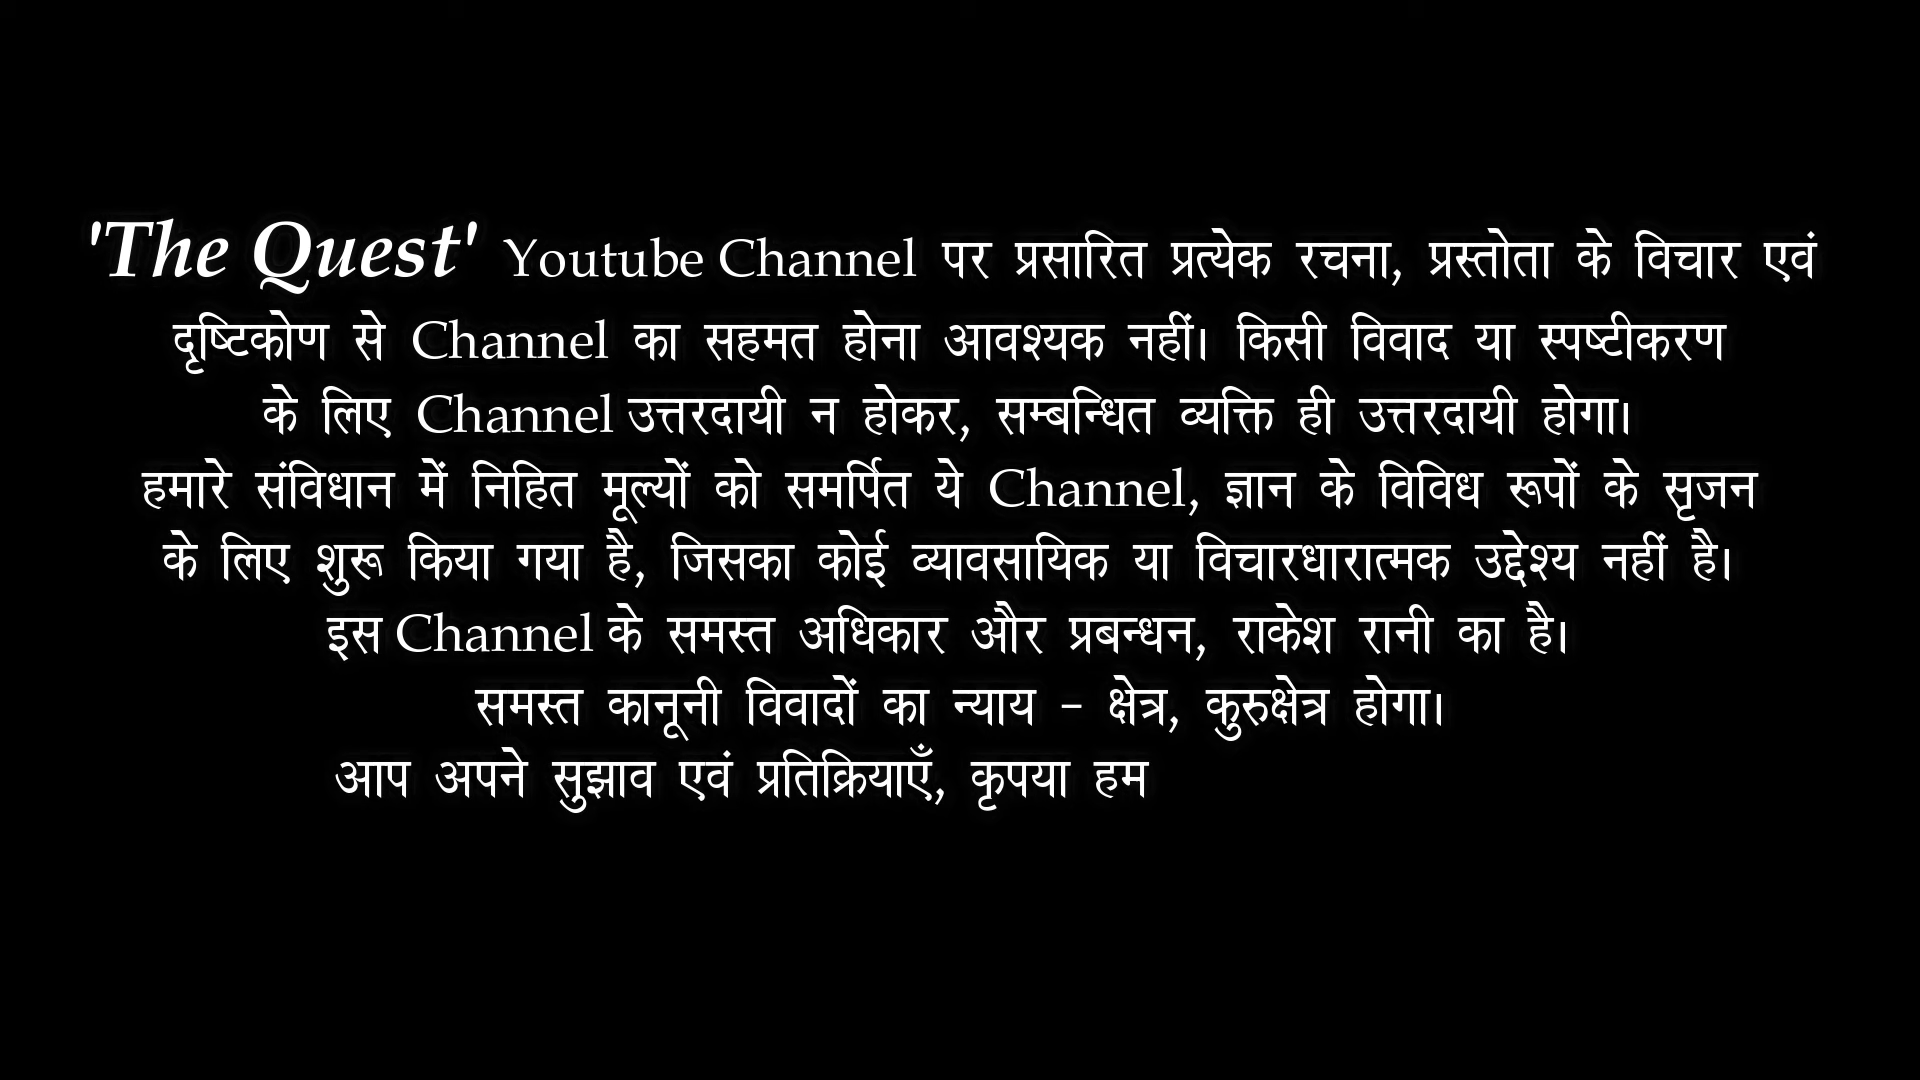 'The Quest' Youtube Channel पर प्रसारित प्रत्येक रचना, प्रस्तोता के विचार एवं
दृष्टिकोण से Channel का सहमत होना आवश्यक नहीं। किसी विवाद या स्पष्टीकरण
के लिए Channel उत्तरदायी न होकर, सम्बन्धित व्यक्ति ही उत्तरदायी होगा।
हमारे संविधान में निहित मूल्यों को समर्पित ये Channel, ज्ञान के विविध रूपों के सृजन
के लिए शुरू किया गया है, जिसका कोई व्यावसायिक या विचारधारात्मक उद्देश्य नहीं है।
इस Channel के समस्त अधिकार और प्रबन्धन, राकेश रानी का है।
समस्त कानूनी विवादों का न्याय - क्षेत्र, कुरुक्षेत्र होगा।
आप अपने सुझाव एवं प्रतिक्रियाएँ, कृपया हम